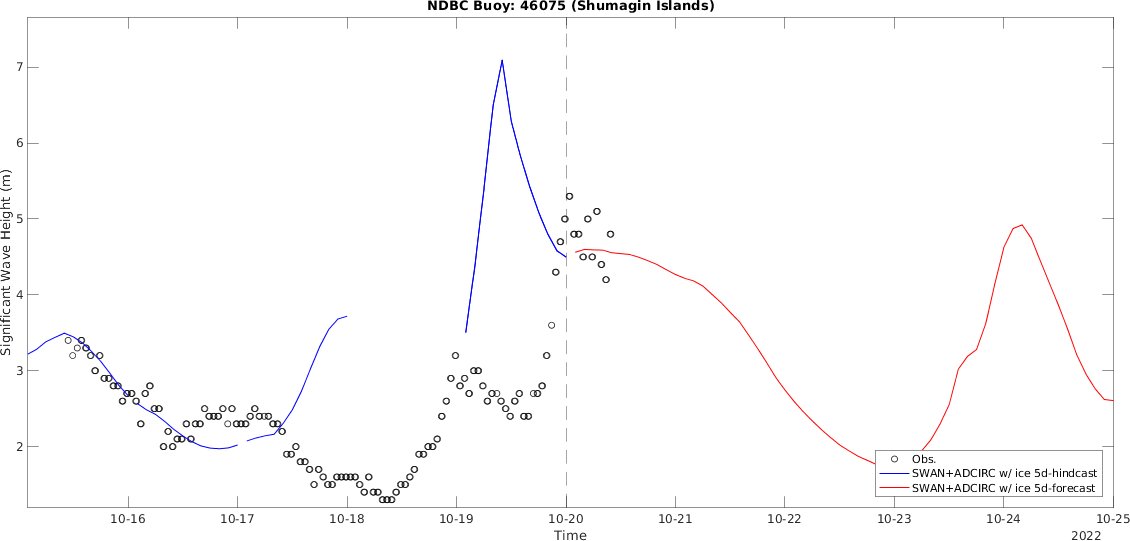 NDBC Buoy: 46075 (Shumagin Islands)
7
6
5
4
3
2
Significant Wave Height (m)
Obs.
SWAN+ADCIRC w/ ice 5d-hindcast
SWAN+ADCIRC w/ ice 5d-forecast
10-16
10-17
10-18
10-19
10-20
10-21
10-22
10-23
10-24
10-25
Time
2022